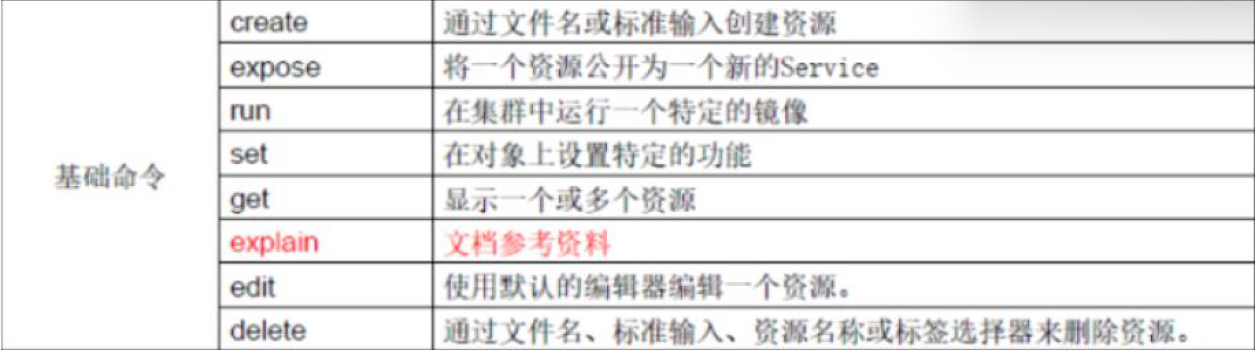 create 通过文件名或标准输入创建资源
expose 将一个资源公开为一个新的Service
run 在集群中运行一个特定的镜像
set 在对象上设置特定的功能
基础命令
get 显示一个或多个资源
explain 文档参考资料
edit 使用默认的编辑器编辑一个资源。
delete 通过文件名、标准输入、资源名称或标签选择器来删除资源。